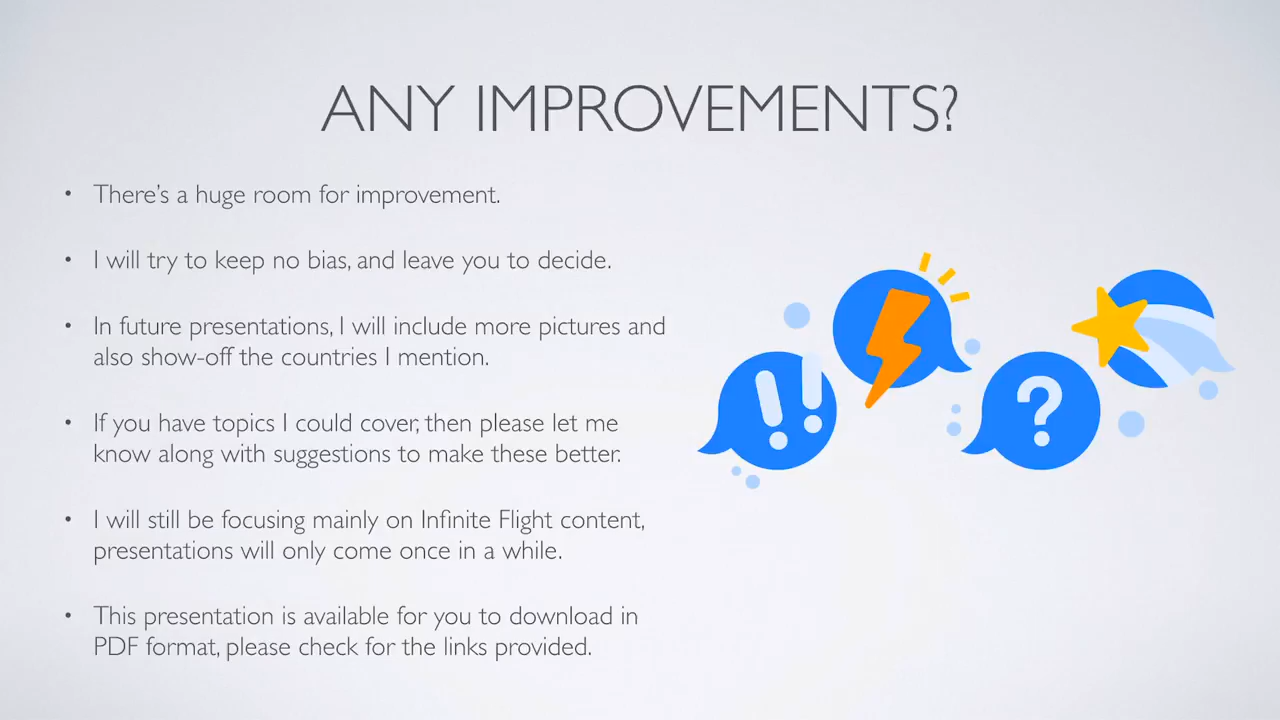 ANY IMPROVEMENTS?
• There's a huge room for improvement.
• I will try to keep no bias, and leave you to decide.
• In future presentations, I will include more pictures and
also show-off the countries I mention.
• If you have topics I could cover, then please let me
know along with suggestions to make these better.
• I will still be focusing mainly on Infinite Flight content,
presentations will only come once in a while.
• This presentation is available for you to download in
PDF format, please check for the links provided.
!!
?